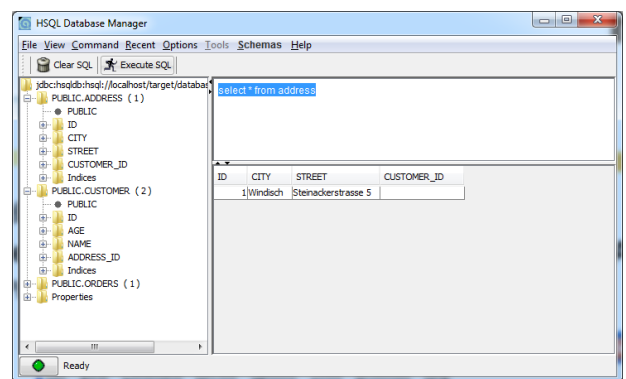 HSQL Database Manager
File View Command Recent Options Tools Schemas Help
Clear SQL Execute SQL
jdbc:hsqldb:hsql://localhost/target/databas
PUBLIC.ADDRESS (1)
PUBLIC
ID
CITY
STREET
CUSTOMER_ID
Indices
PUBLIC.CUSTOMER (2)
PUBLIC
ID
AGE
NAME
ADDRESS_ID
Indices
PUBLIC.ORDERS (1)
Properties
select * from address
ID CITY STREET CUSTOMER_ID
1 Windisch Steinackerstrasse 5
Ready